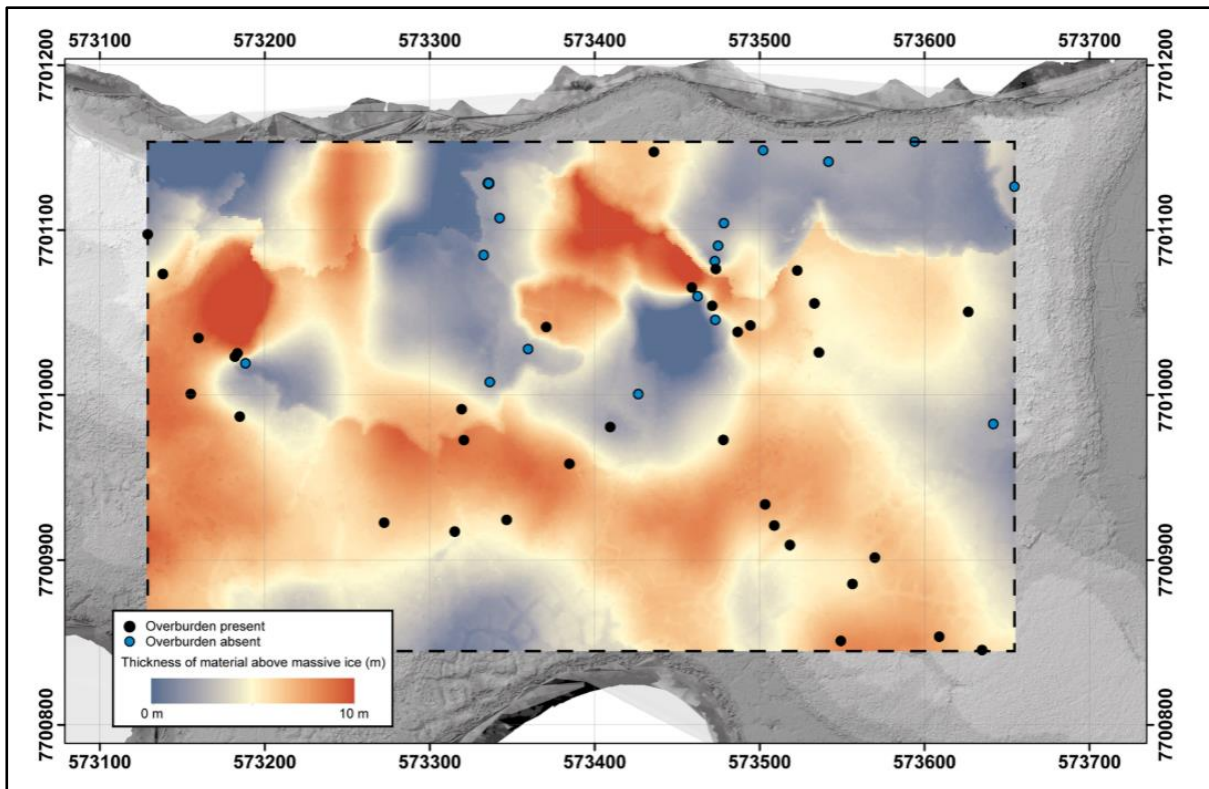 573100 573200 573300 573400 573500 573600 573700
7701200 7701200
7701100 7701100
7701000 7701000
7700900 7700900
7700800 7700800
Overburden present
Overburden absent
Thickness of material above massive ice (m)
0 m 10 m
573100 573200 573300 573400 573500 573600 573700